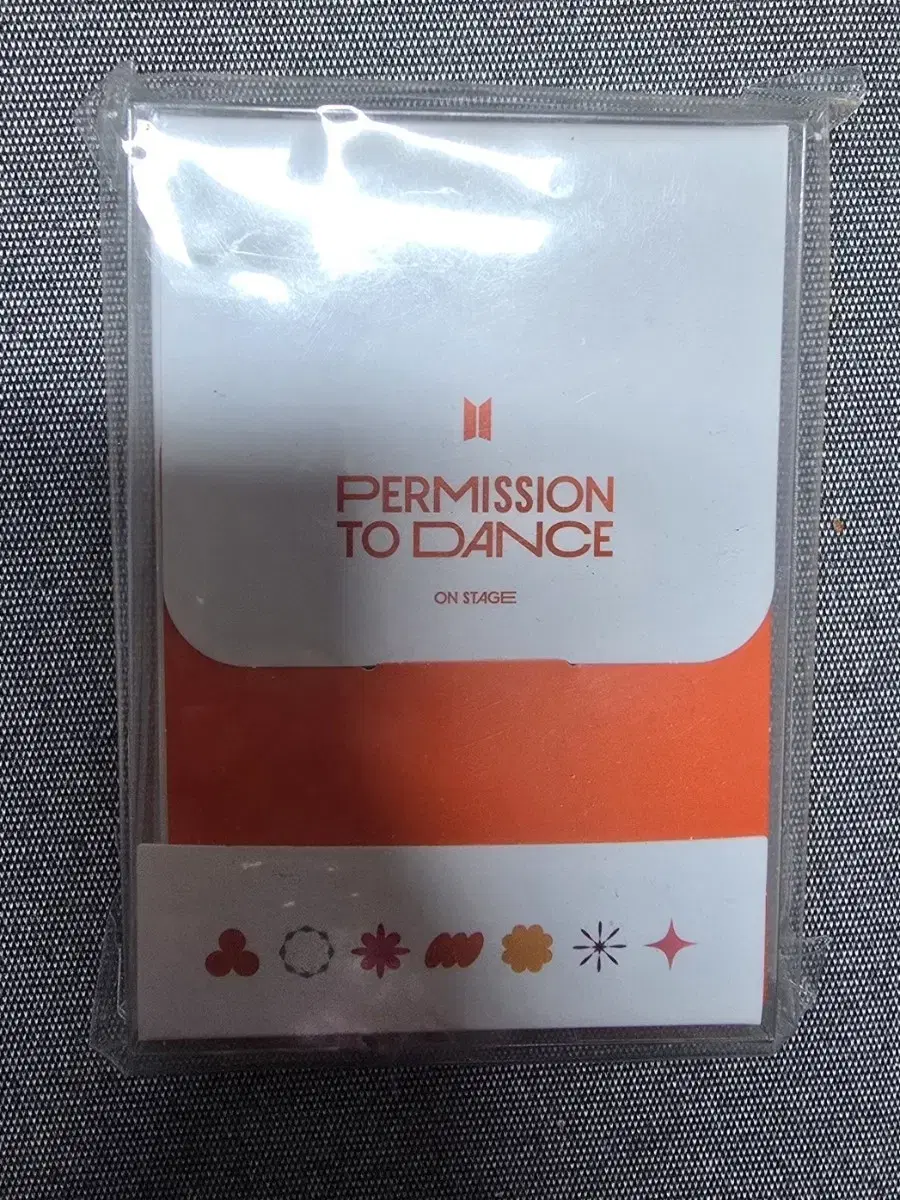 PERMISSION
TO DANCE
ON STAGE